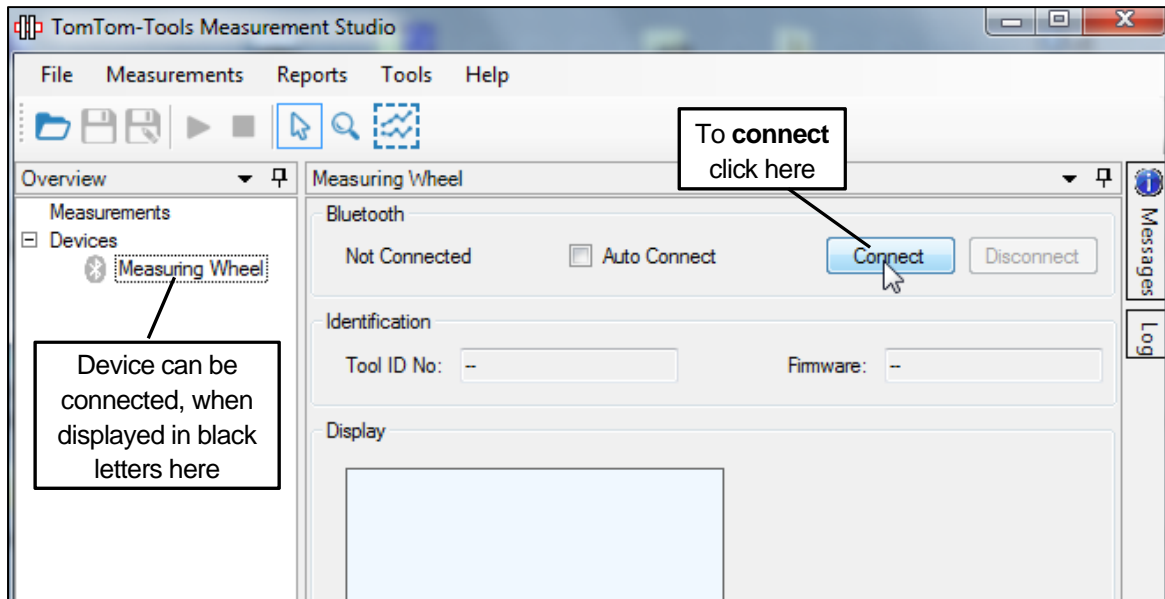 TomTom-Tools Measurement Studio
File Measurements Reports Tools Help
To connect
click here
Overview
Measuring Wheel
Messages
Log
Measurements
Devices
Measuring Wheel
Bluetooth
Not Connected
Auto Connect
Connect
Disconnect
Identification
Tool ID No: --
Firmware: --
Device can be
connected, when
displayed in black
letters here
Display